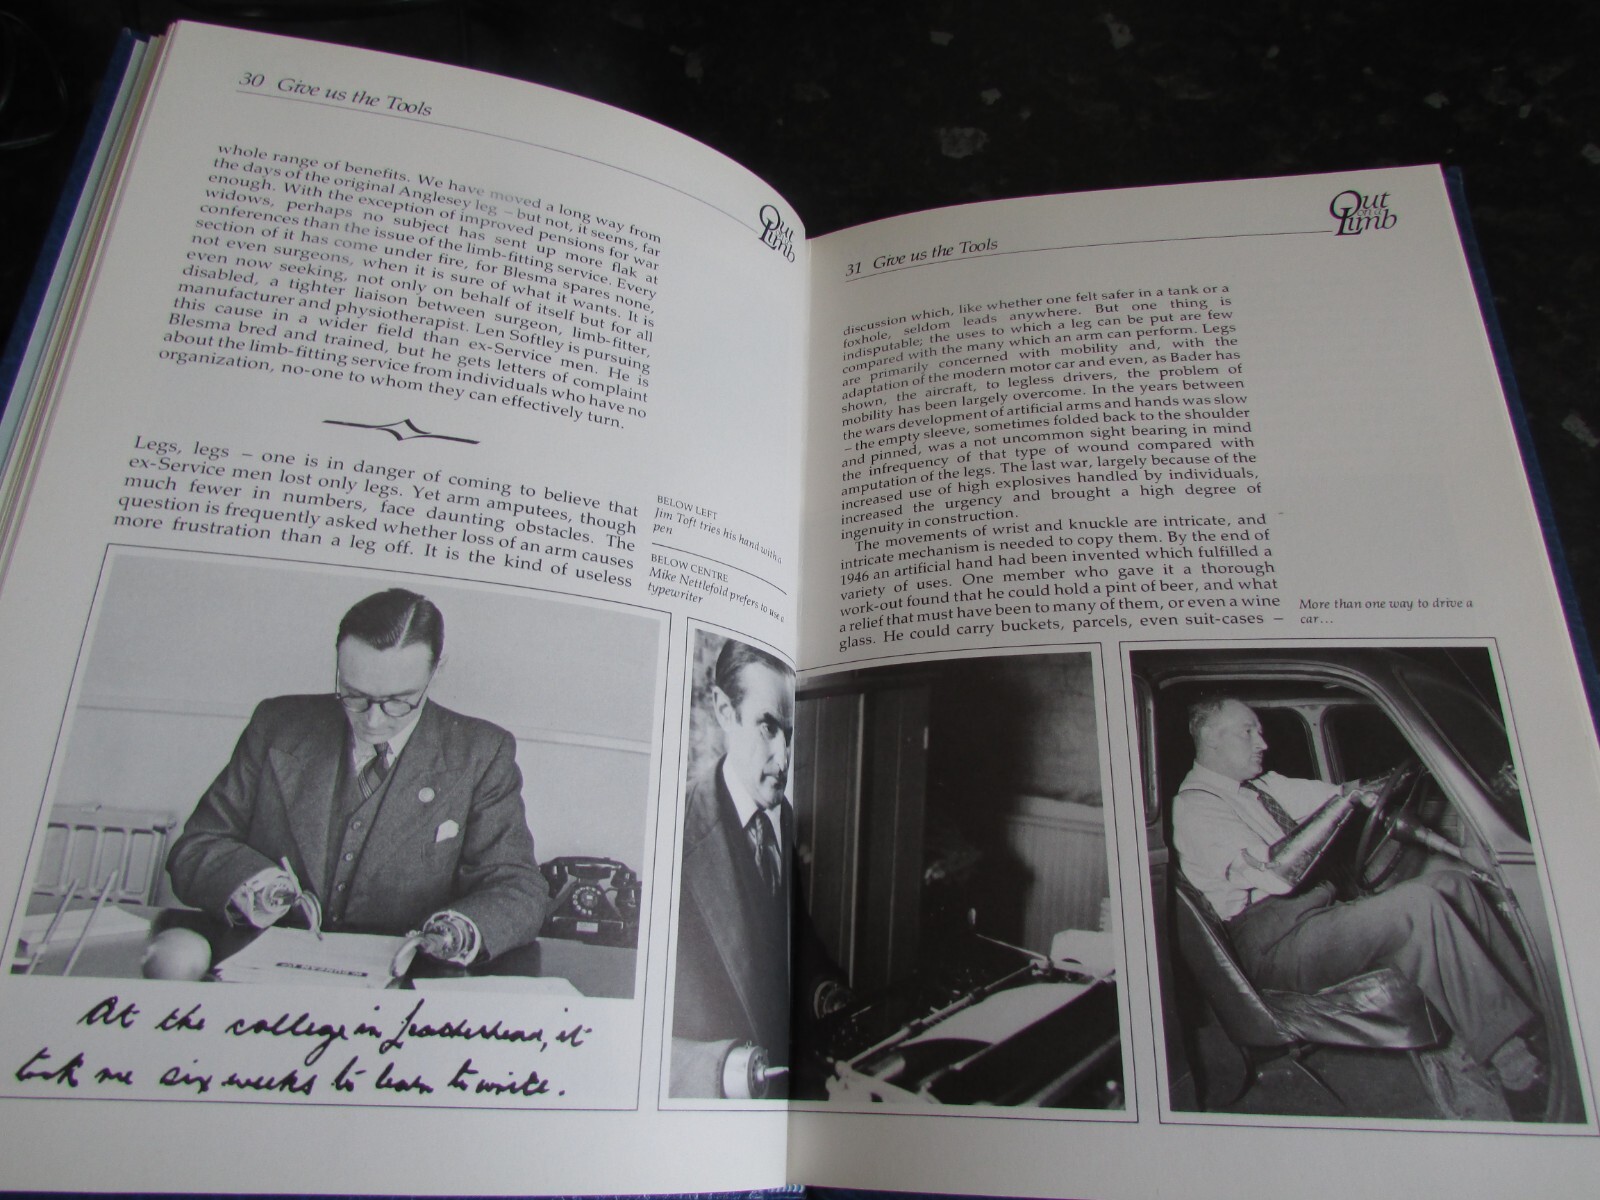 30 Give us the Tools
Out
on a
Limb
whole range of benefits. We have moved a long way from
the days of the original Anglesey leg – but not, it seems, far
enough. With the exception of improved pensions for war
widows, perhaps no subject has sent up more flak at
conferences than the issue of the limb-fitting service. Every
section of it has come under fire, for Blesma spares none,
not even surgeons, when it is sure of what it wants. It is
even now seeking, not only on behalf of itself but for all
disabled, a tighter liaison between surgeon, limb-fitter,
manufacturer and physiotherapist. Len Softley is pursuing
this cause in a wider field than ex-Service men. He is
Blesma bred and trained, but he gets letters of complaint
about the limb-fitting service from individuals who have no
organization, no-one to whom they can effectively turn.
Legs, legs – one is in danger of coming to believe that
ex-Service men lost only legs. Yet arm amputees, though
much fewer in numbers, face daunting obstacles. The
question is frequently asked whether loss of an arm causes
more frustration than a leg off. It is the kind of useless
BELOW LEFT
Jim Toft tries his hand with a
pen
BELOW CENTRE
Mike Nettlefold prefers to use a
typewriter
At the college in Leatherhead, it
took me six weeks to learn to write.
31 Give us the Tools
Out
on a
Limb
discussion which, like whether one felt safer in a tank or a
foxhole, seldom leads anywhere. But one thing is
indisputable; the uses to which a leg can be put are few
compared with the many which an arm can perform. Legs
are primarily concerned with mobility and, with the
adaptation of the modern motor car and even, as Bader has
shown, the aircraft, to legless drivers, the problem of
mobility has been largely overcome. In the years between
the wars development of artificial arms and hands was slow
– the empty sleeve, sometimes folded back to the shoulder
and pinned, was a not uncommon sight bearing in mind
the infrequency of that type of wound compared with
amputation of the legs. The last war, largely because of the
increased use of high explosives handled by individuals,
increased the urgency and brought a high degree of
ingenuity in construction.
The movements of wrist and knuckle are intricate, and
intricate mechanism is needed to copy them. By the end of
1946 an artificial hand had been invented which fulfilled a
variety of uses. One member who gave it a thorough
work-out found that he could hold a pint of beer, and what
a relief that must have been to many of them, or even a wine
glass. He could carry buckets, parcels, even suit-cases –
More than one way to drive a
car...